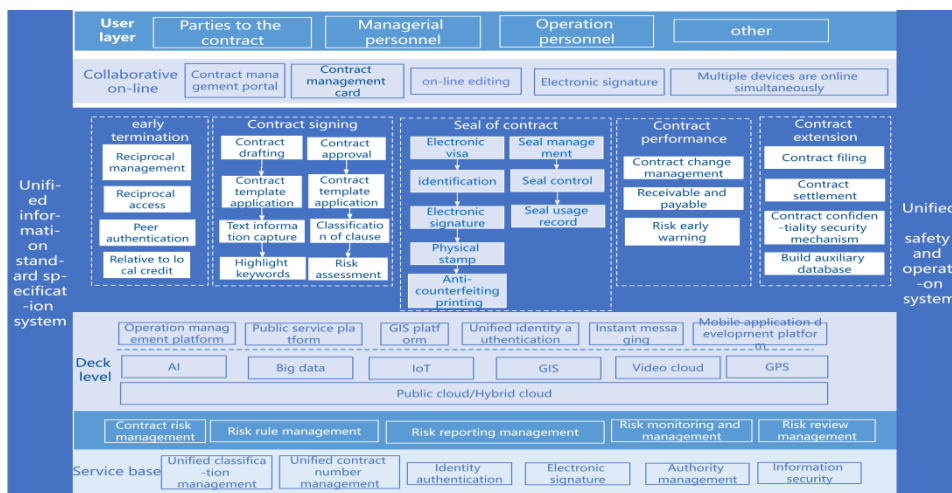 User
layer
Parties to the
contract
Managerial
personnel
Operation
personnel
other
Collaborative
on-line
Contract mana
gement portal
Contract
management
card
on-line editing
Electronic signature
Multiple devices are online
simultaneously
Unifi-
ed
infor-
mati
on
stand
-ard sp-
ecificat
-ion
system
early
termination
Reciprocal
management
Reciprocal
access
Peer
authentication
Relative to lo
cal credit
Contract signing
Contract
drafting
Contract
template
application
Text informa
tion capture
Highlight
keywords
Contract
approval
Contract
template
application
Classificatio
n of clause
Risk
assessment
Seal of contract
Electronic
visa
identification
Electronic
signature
Physical
stamp
Anti-
counterfeiting
printing
Seal manage
ment
Seal control
Seal usage
record
Contract
performance
Contract change
management
Receivable and
payable
Risk early
warning
Contract
extension
Contract filing
Contract
settlement
Contract confiden
-tiality security
mechanism
Build auxiliary
database
Unified
safety
and
operati
-on
system
Deck
level
Operation manag
ement platform
Public service pla
tform
GIS platf
orm
Unified identity a
uthentication
Instant messa
ging
Mobile application d
evelopment platfor
m
AI
Big data
IoT
GIS
Video cloud
GPS
Public cloud/Hybrid cloud
Contract risk
management
Risk rule management
Risk reporting management
Risk monitoring and
management
Risk review
management
Service base
Unified classifica
-tion
management
Unified contract
number
management
Identity
authentication
Electronic
signature
Authority
management
Information
security